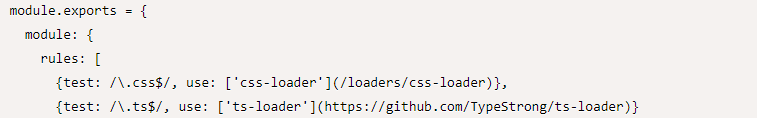 module.exports = {
  module: {
    rules: [
      {test: /\.css$/, use: ['css-loader'](/loaders/css-loader)},
      {test: /\.ts$/, use: ['ts-loader'](https://github.com/TypeStrong/ts-loader)}